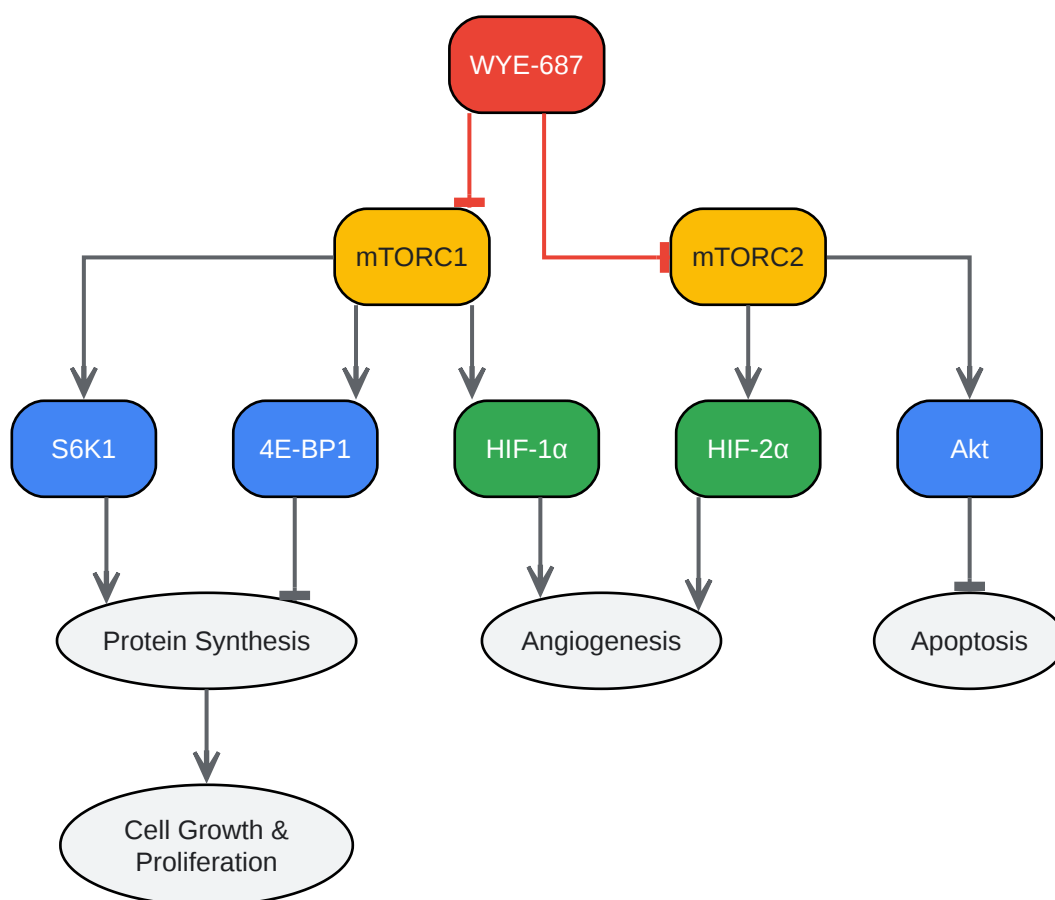 WYE-687
mTORC1
mTORC2
S6K1
4E-BP1
HIF-1α
HIF-2α
Akt
Protein Synthesis
Angiogenesis
Apoptosis
Cell Growth &
Proliferation